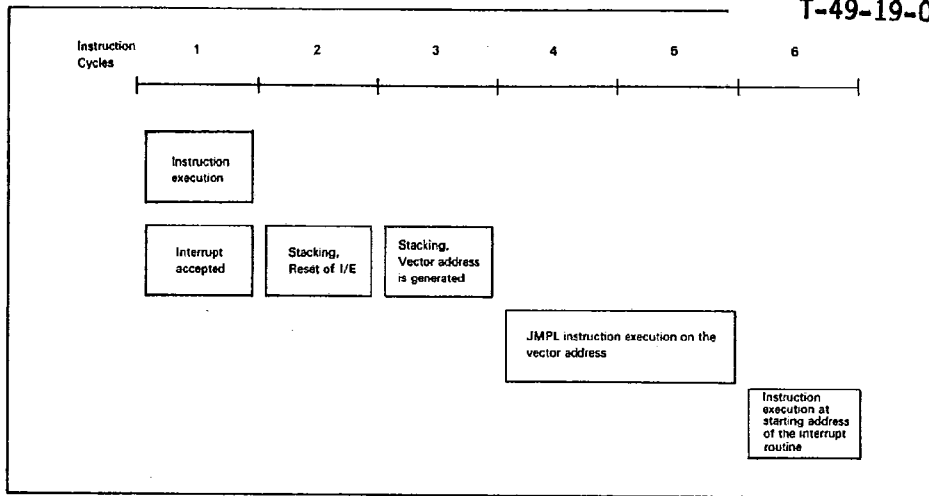 T-49-19-0
Instruction
Cycles
1 2 3 4 5 6
Instruction
execution
Interrupt
accepted
Stacking,
Reset of I/E
Stacking,
Vector address
is generated
JMPL instruction execution on the
vector address
Instruction
execution at
starting address
of the interrupt
routine